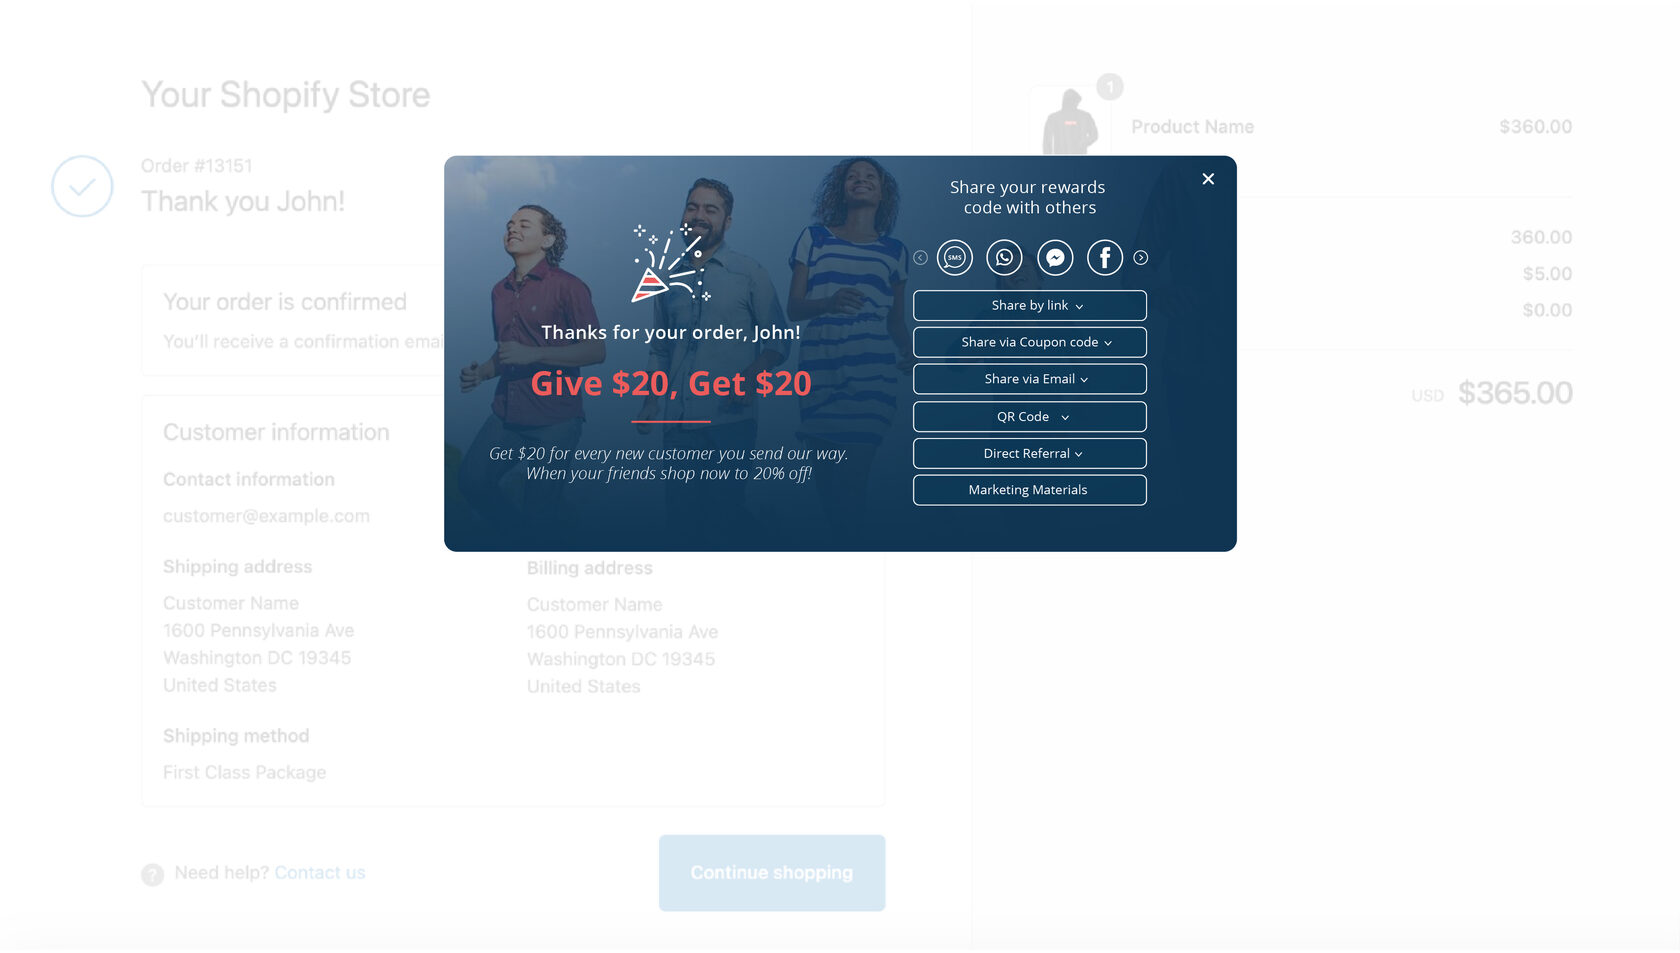 Your Shopify Store
Order #13151
Thank you John!
Your order is confirmed
You'll receive a confirmation emai
Customer information
Contact information
customer@example.com
Shipping address
Customer Name
1600 Pennsylvania Ave
Washington DC 19345
United States
Billing address
Customer Name
1600 Pennsylvania Ave
Washington DC 19345
United States
Shipping method
First Class Package
? Need help? Contact us
Continue shopping
1
Product Name
$360.00
360.00
$5.00
$0.00
USD $365.00
Thanks for your order, John!
Give $20, Get $20
Get $20 for every new customer you send our way.
When your friends shop now to 20% off!
Share your rewards
code with others
SMS
Share by link
Share via Coupon code
Share via Email
QR Code
Direct Referral
Marketing Materials